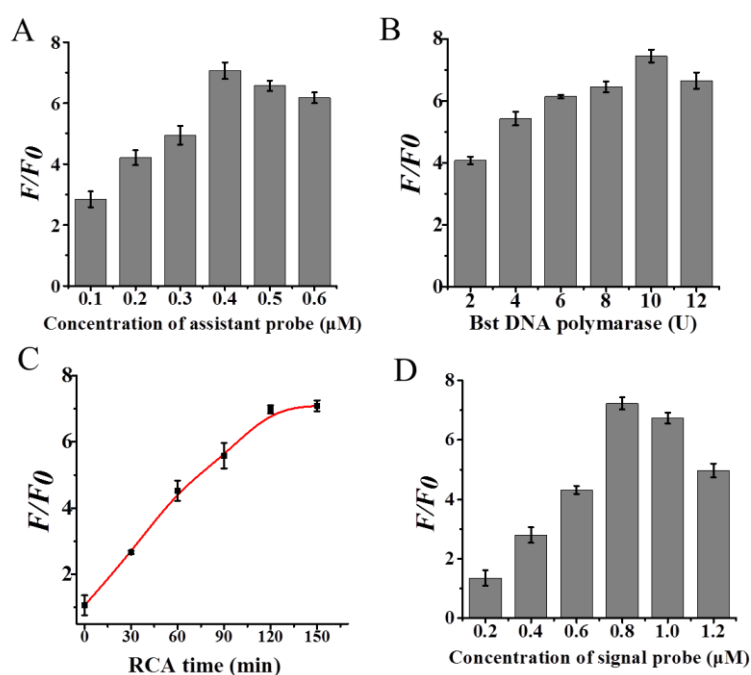 A
8
6
4
2
0
F/F0
0.1 0.2 0.3 0.4 0.5 0.6
Concentration of assistant probe (μM)
B
8
6
4
2
0
F/F0
2 4 6 8 10 12
Bst DNA polymarase (U)
C
8
6
4
2
F/F0
0 30 60 90 120 150
RCA time (min)
D
8
6
4
2
0
F/F0
0.2 0.4 0.6 0.8 1.0 1.2
Concentration of signal probe (μM)